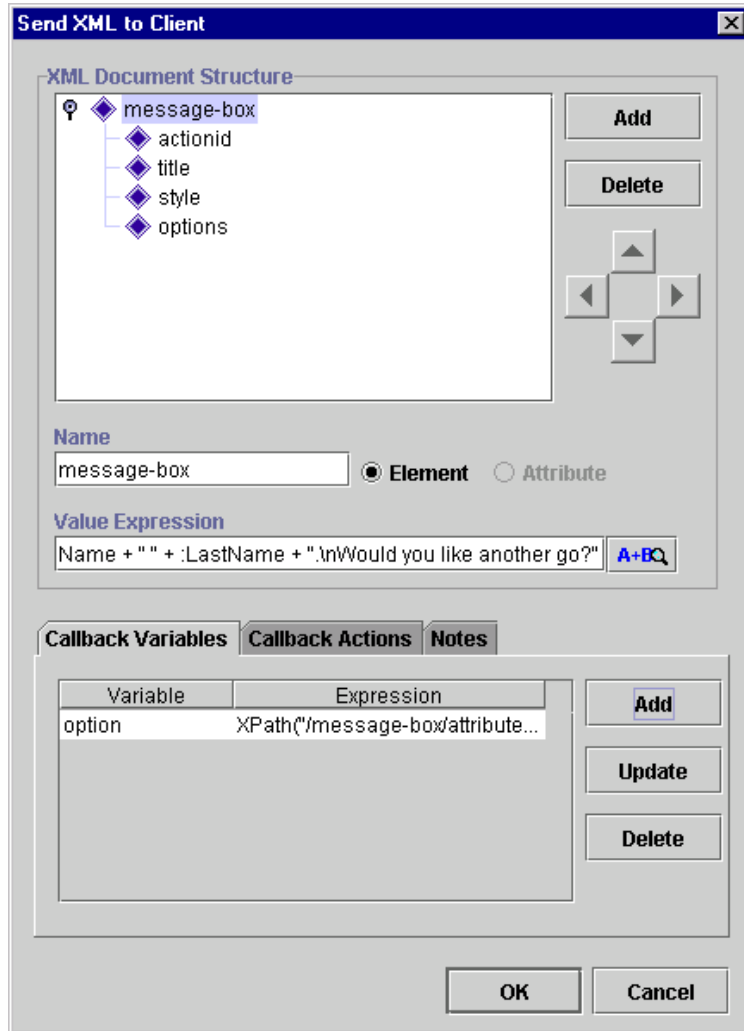 Send XML to Client
XML Document Structure
message-box
actionid
title
style
options
Add
Delete
Name
message-box
Element
Attribute
Value Expression
Name + " " + :LastName + ".\nWould you like another go?"
A+B
Callback Variables
Callback Actions
Notes
Variable
Expression
option
XPath("/message-box/attribute...
Add
Update
Delete
OK
Cancel